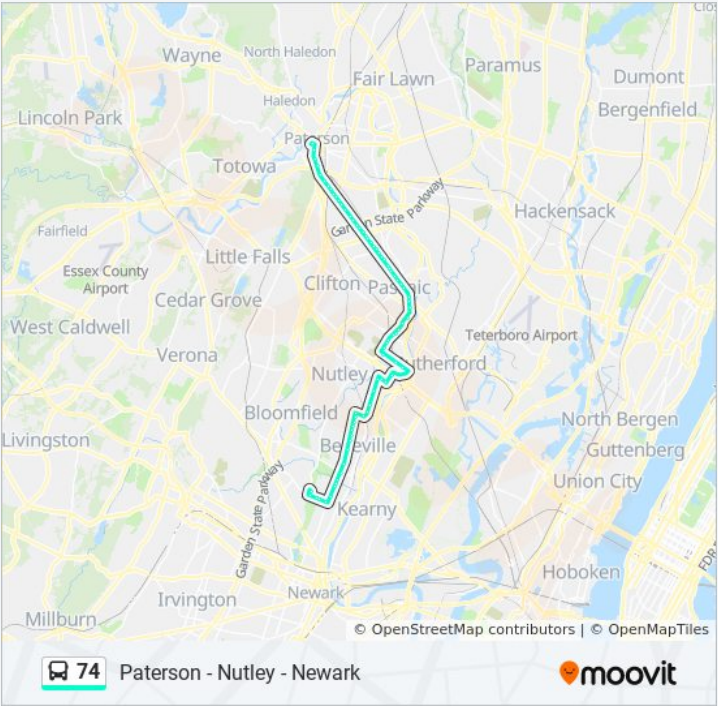 Clos
Wayne
North Haledon
Paramus
Fair Lawn
Dumont
Haledon
Bergenfield
Lincoln Park
Paterson
Totowa
Garden State Parkway
Hackensack
Fairfield
Little Falls
Essex County
Airport
Clifton
Passaic
Cedar Grove
West Caldwell
Teterboro Airport
Verona
utherford
Nutley
Bloomfield
North Bergen
Livingston
Belleville
Guttenberg
Garden State Parkway
Union City
Kearny
FDR
Hoboken
Newark
Irvington
Millburn
© OpenStreetMap contributors | © OpenMapTiles
74 Paterson - Nutley - Newark
moovit